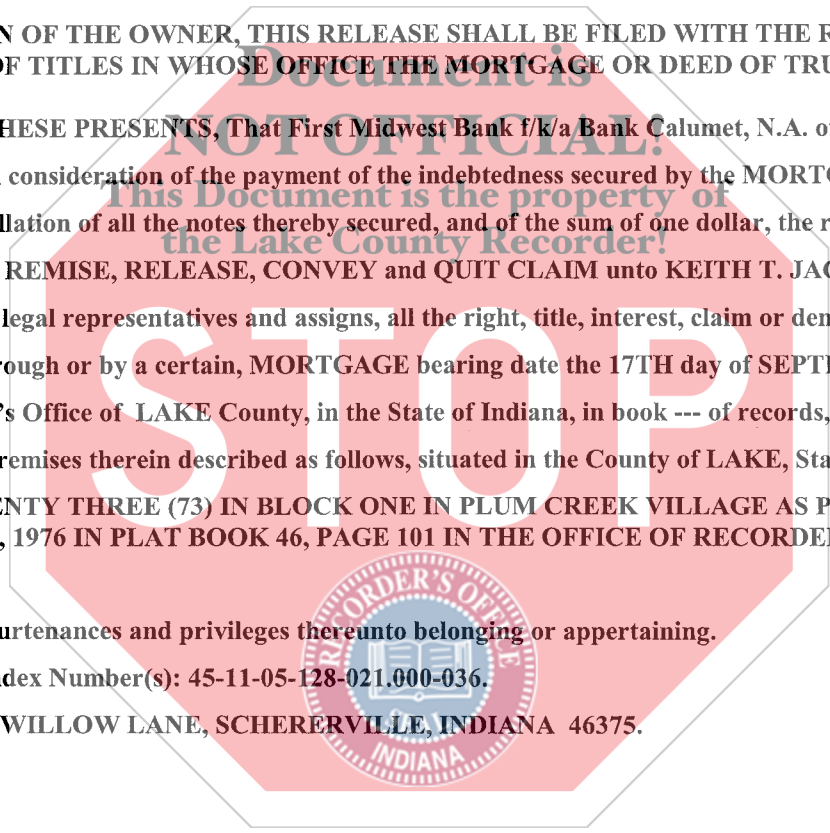 N OF THE OWNER, THIS RELEASE SHALL BE FILED WITH THE R
OF TITLES IN WHOSE OFFICE THE MORTGAGE OR DEED OF TRU
Document is
HESE PRESENTS, That First Midwest Bank f/k/a Bank Calumet, N.A. o
NOT OFFICIAL!
consideration of the payment of the indebtedness secured by the MORTG
This Document is the property of
llation of all the notes thereby secured, and of the sum of one dollar, the r
the Lake County Recorder!
REMISE, RELEASE, CONVEY and QUIT CLAIM unto KEITH T. JAC
legal representatives and assigns, all the right, title, interest, claim or den
rough or by a certain, MORTGAGE bearing date the 17TH day of SEPT
's Office of LAKE County, in the State of Indiana, in book --- of records,
STOP
remises therein described as follows, situated in the County of LAKE, Sta
ENTY THREE (73) IN BLOCK ONE IN PLUM CREEK VILLAGE AS P
, 1976 IN PLAT BOOK 46, PAGE 101 IN THE OFFICE OF RECORDE
RECORDER'S OFFICE
urtenances and privileges thereunto belonging or appertaining.
dex Number(s): 45-11-05-128-021.000-036.
SEAL
WILLOW LANE, SCHERERVILLE, INDIANA 46375.
INDIANA